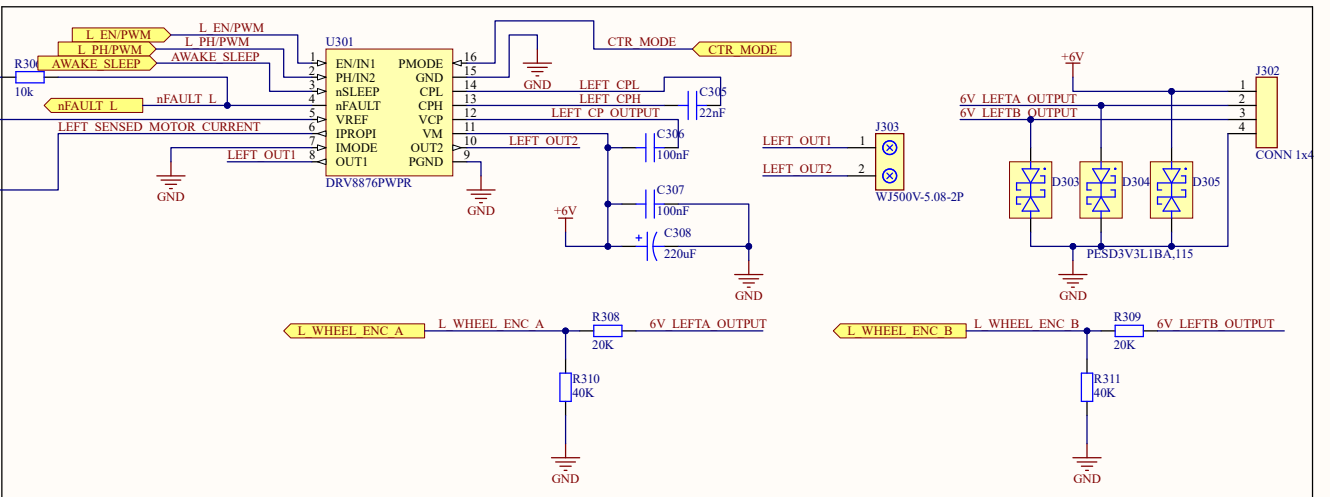 L_EN/PWM L_EN/PWM
L_PH/PWM L_PH/PWM
AWAKE_SLEEP AWAKE_SLEEP
10k
nFAULT_L nFAULT_L
LEFT_SENSED_MOTOR_CURRENT
LEFT_OUT1
GND
U301
1 EN/IN1 PMODE 16
2 PH/IN2 GND 15
3 nSLEEP CPL 14
4 nFAULT CPH 13
5 VREF VCP 12
6 IPROPI VM 11
7 IMODE OUT2 10
8 OUT1 PGND 9
DRV8876PWPR
GND
CTR_MODE CTR_MODE
GND
LEFT_CPL
LEFT_CPH C305
22nF
LEFT_CP_OUTPUT
LEFT_OUT2
C306
100nF
C307
100nF
+6V
+ C308
220uF
GND
J303
LEFT_OUT1 1
LEFT_OUT2 2
WJ500V-5.08-2P
+6V
J302
1
6V_LEFTA_OUTPUT 2
6V_LEFTB_OUTPUT 3
4
CONN 1x4
D303 D304 D305
PESD3V3L1BA,115
GND
L_WHEEL_ENC_A L_WHEEL_ENC_A R308 6V_LEFTA_OUTPUT
20K
R310
40K
GND
L_WHEEL_ENC_B L_WHEEL_ENC_B R309 6V_LEFTB_OUTPUT
20K
R311
40K
GND